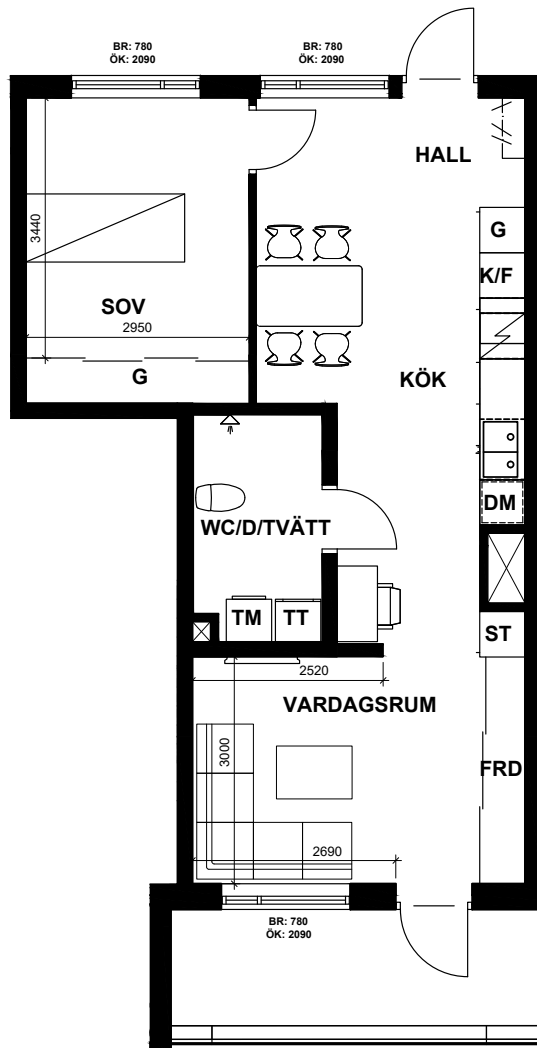 BR: 780
ÖK: 2090
BR: 780
ÖK: 2090
HALL
G
3440
K/F
SOV
2950
G
KÖK
DM
WC/D/TVÄTT
TM
TT
ST
2520
VARDAGSRUM
3000
FRD
2690
BR: 780
ÖK: 2090